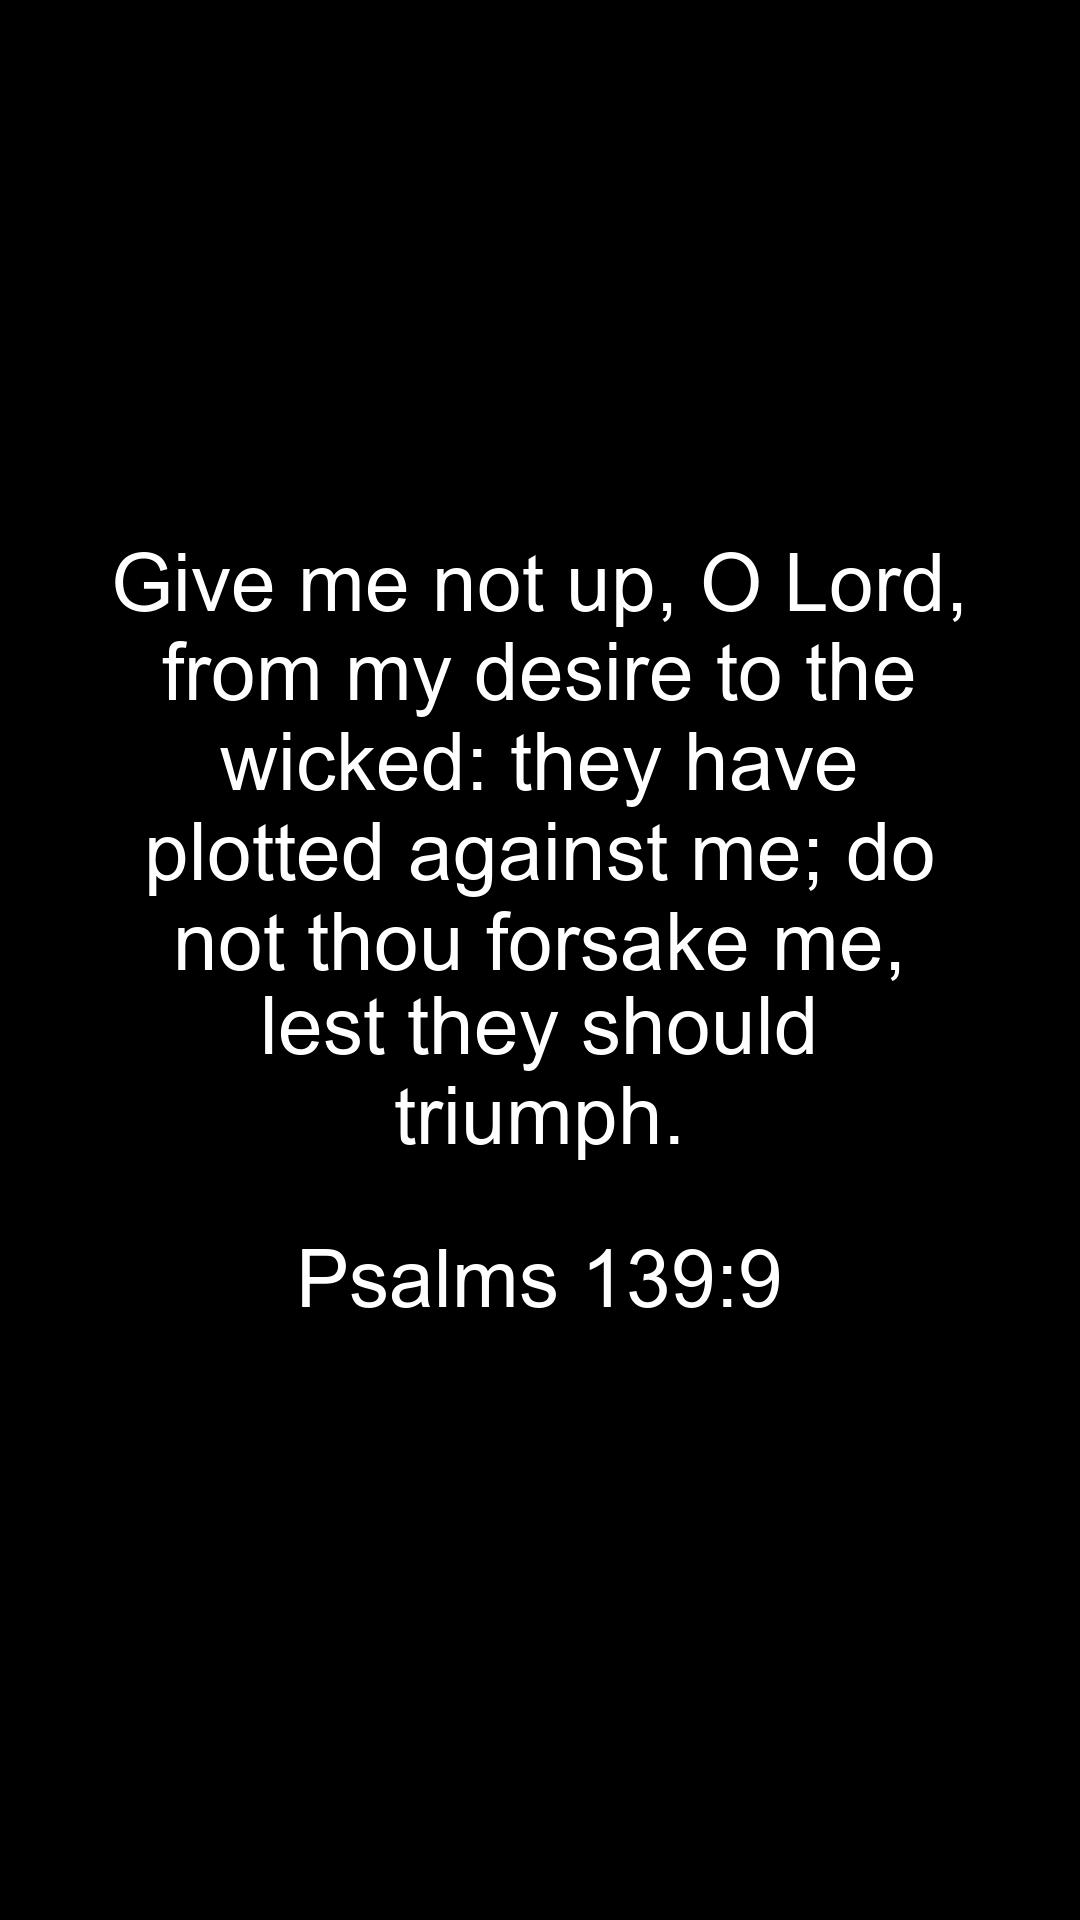 Give me not up, O Lord,
from my desire to the
wicked: they have
plotted against me; do
not thou forsake me,
lest they should
triumph.
Psalms 139:9